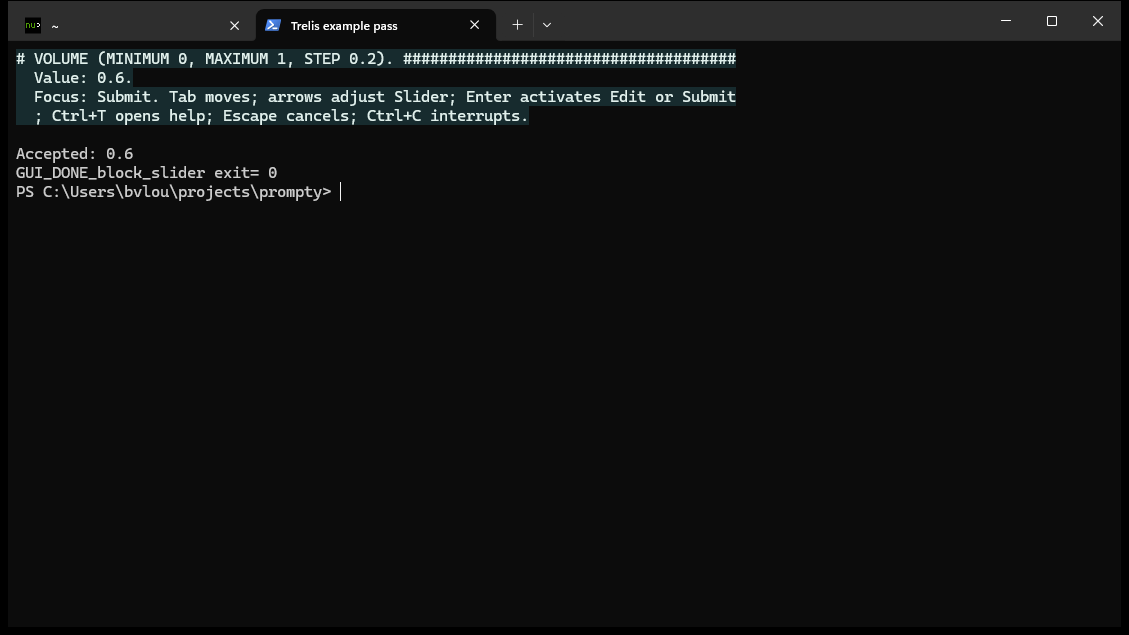 nu> ~
Trelis example pass
# VOLUME (MINIMUM 0, MAXIMUM 1, STEP 0.2). #####################################
Value: 0.6.
Focus: Submit. Tab moves; arrows adjust Slider; Enter activates Edit or Submit
; Ctrl+T opens help; Escape cancels; Ctrl+C interrupts.
Accepted: 0.6
GUI_DONE_block_slider exit= 0
PS C:\Users\bvlou\projects\prompty>